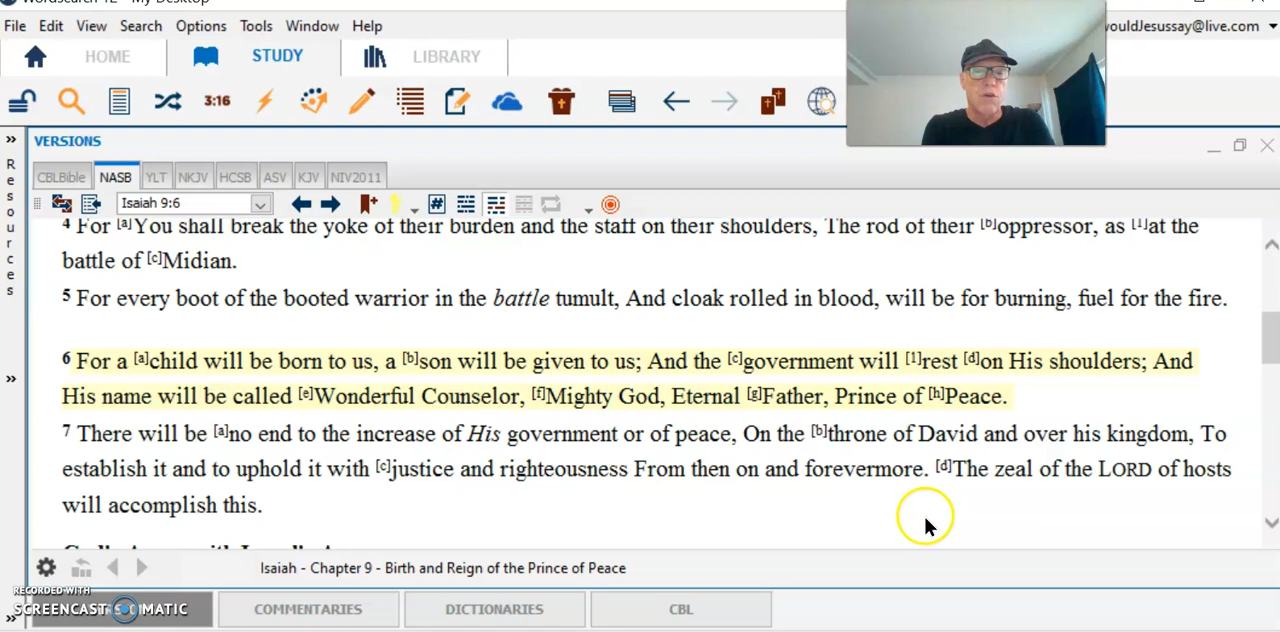 File Edit View Search Options Tools Window Help
wouldJesussay@live.com
HOME STUDY LIBRARY
3:16
VERSIONS
Resources
CBLBible NASB YLT NKJV HCSB ASV KJV NIV2011
Isaiah 9:6
4 For [a]You shall break the yoke of their burden and the staff on their shoulders, The rod of their [b]oppressor, as [1]at the
battle of [c]Midian.
5 For every boot of the booted warrior in the battle tumult, And cloak rolled in blood, will be for burning, fuel for the fire.
6 For a [a]child will be born to us, a [b]son will be given to us; And the [c]government will [1]rest [d]on His shoulders; And
His name will be called [e]Wonderful Counselor, [f]Mighty God, Eternal [g]Father, Prince of [h]Peace.
7 There will be [a]no end to the increase of His government or of peace, On the [b]throne of David and over his kingdom, To
establish it and to uphold it with [c]justice and righteousness From then on and forevermore. [d]The zeal of the LORD of hosts
will accomplish this.
Isaiah - Chapter 9 - Birth and Reign of the Prince of Peace
RECORDED WITH
SCREENCAST MATIC
COMMENTARIES DICTIONARIES CBL